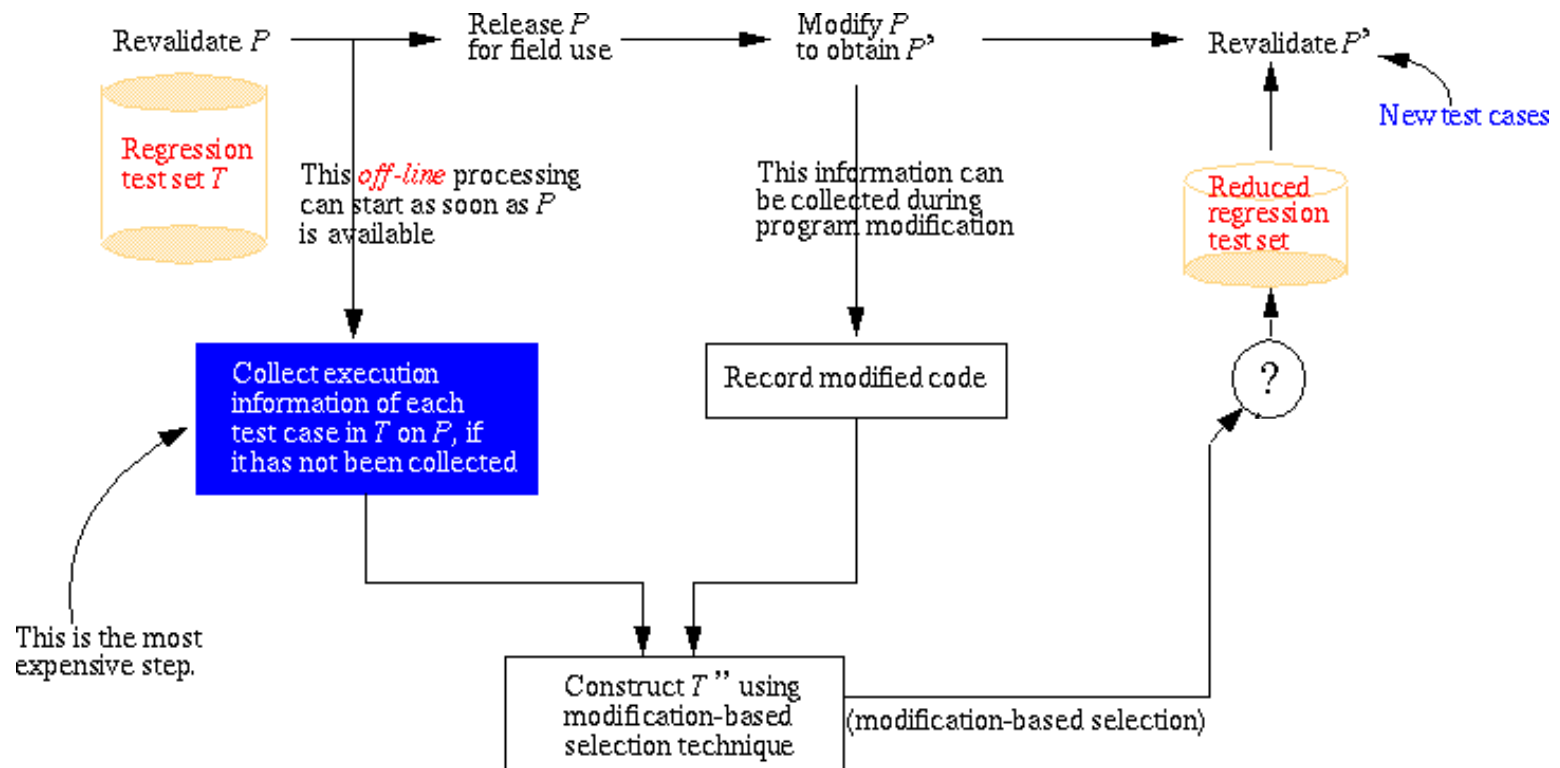 Revalidate P
Release P
for field use
Modify P
to obtain P’
Revalidate P’
New test cases
Regression
test set T
This off-line processing
can start as soon as P
is available
This information can
be collected during
program modification
Reduced
regression
test set
Collect execution
information of each
test case in T on P, if
it has not been collected
Record modified code
?
This is the most
expensive step.
Construct T ’’ using
modification-based
selection technique
(modification-based selection)